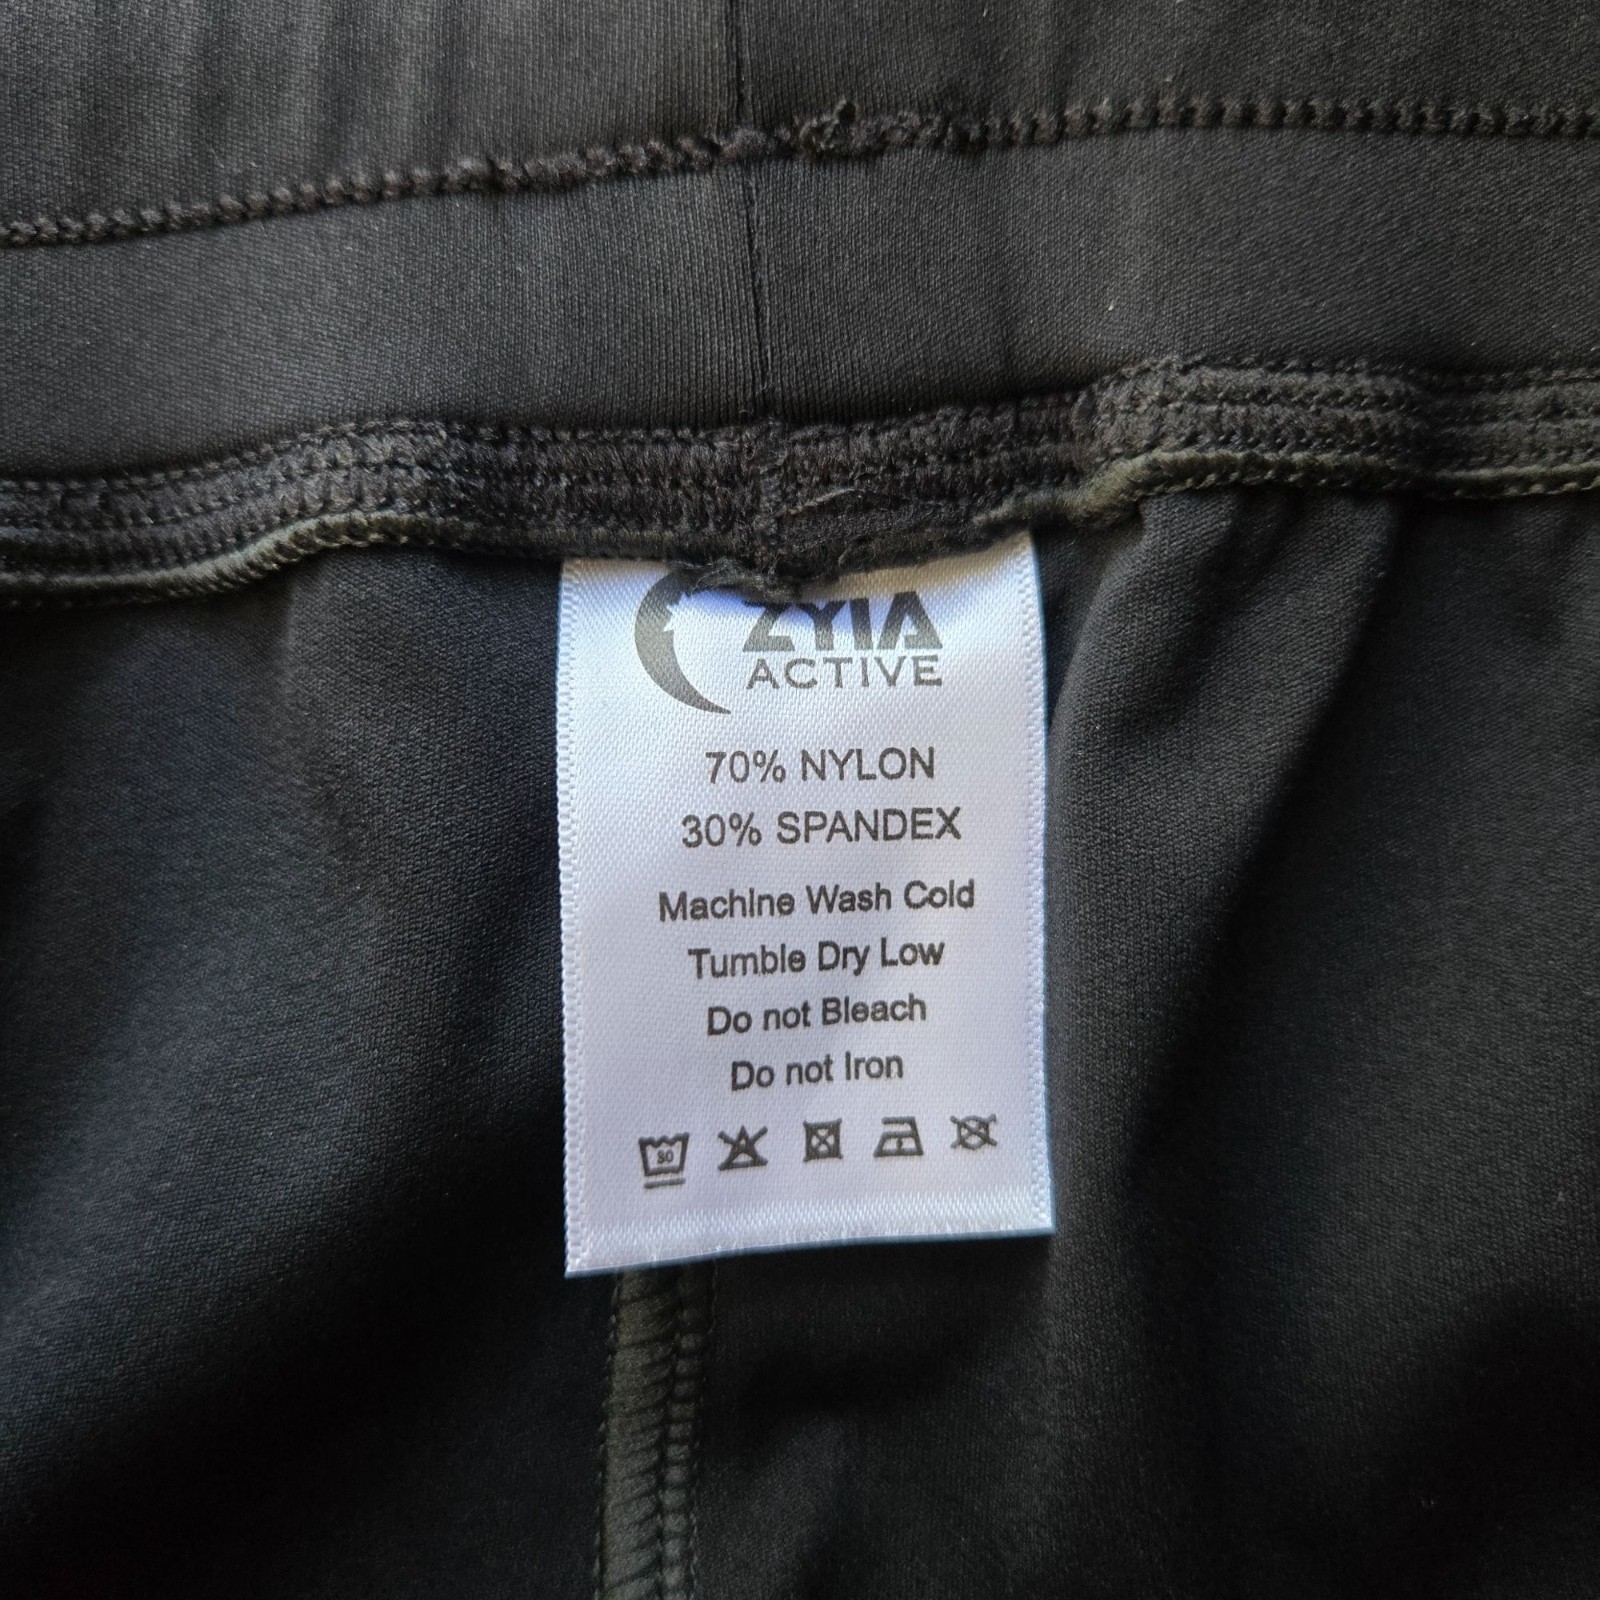 ZYIA
ACTIVE
70% NYLON
30% SPANDEX
Machine Wash Cold
Tumble Dry Low
Do not Bleach
Do not Iron
30